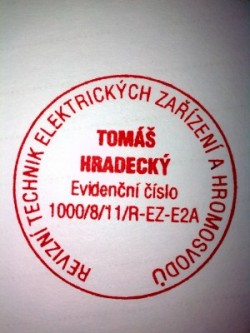 REVIZNÍ TECHNIK ELEKTRICKÝCH ZAŘÍZENÍ A HROMOSVODŮ
TOMÁŠ
HRADECKÝ
Evidenční číslo
1000/8/11/R-EZ-E2A